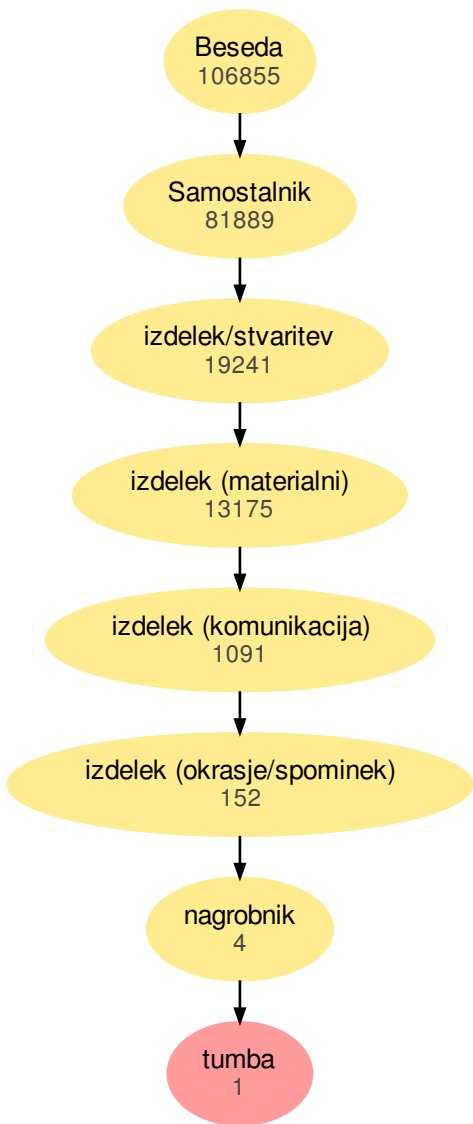 Beseda
106855
Samostalnik
81889
izdelek/stvaritev
19241
izdelek (materialni)
13175
izdelek (komunikacija)
1091
izdelek (okrasje/spominek)
152
nagrobnik
4
tumba
1